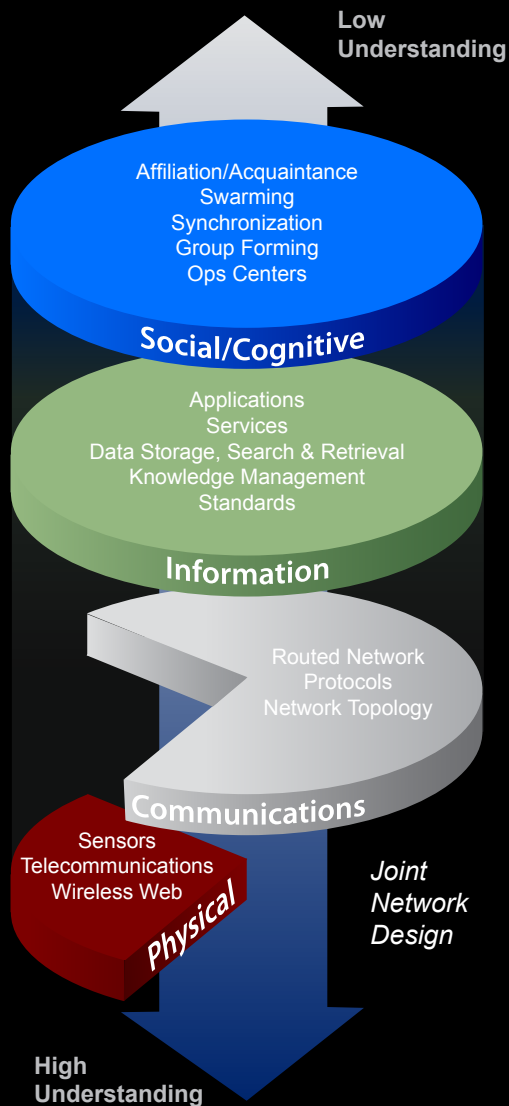 Low
Understanding
Affiliation/Acquaintance
Swarming
Synchronization
Group Forming
Ops Centers
Social/Cognitive
Applications
Services
Data Storage, Search & Retrieval
Knowledge Management
Standards
Information
Routed Network
Protocols
Network Topology
Communications
Sensors
Telecommunications
Wireless Web
Physical
Joint
Network
Design
High
Understanding